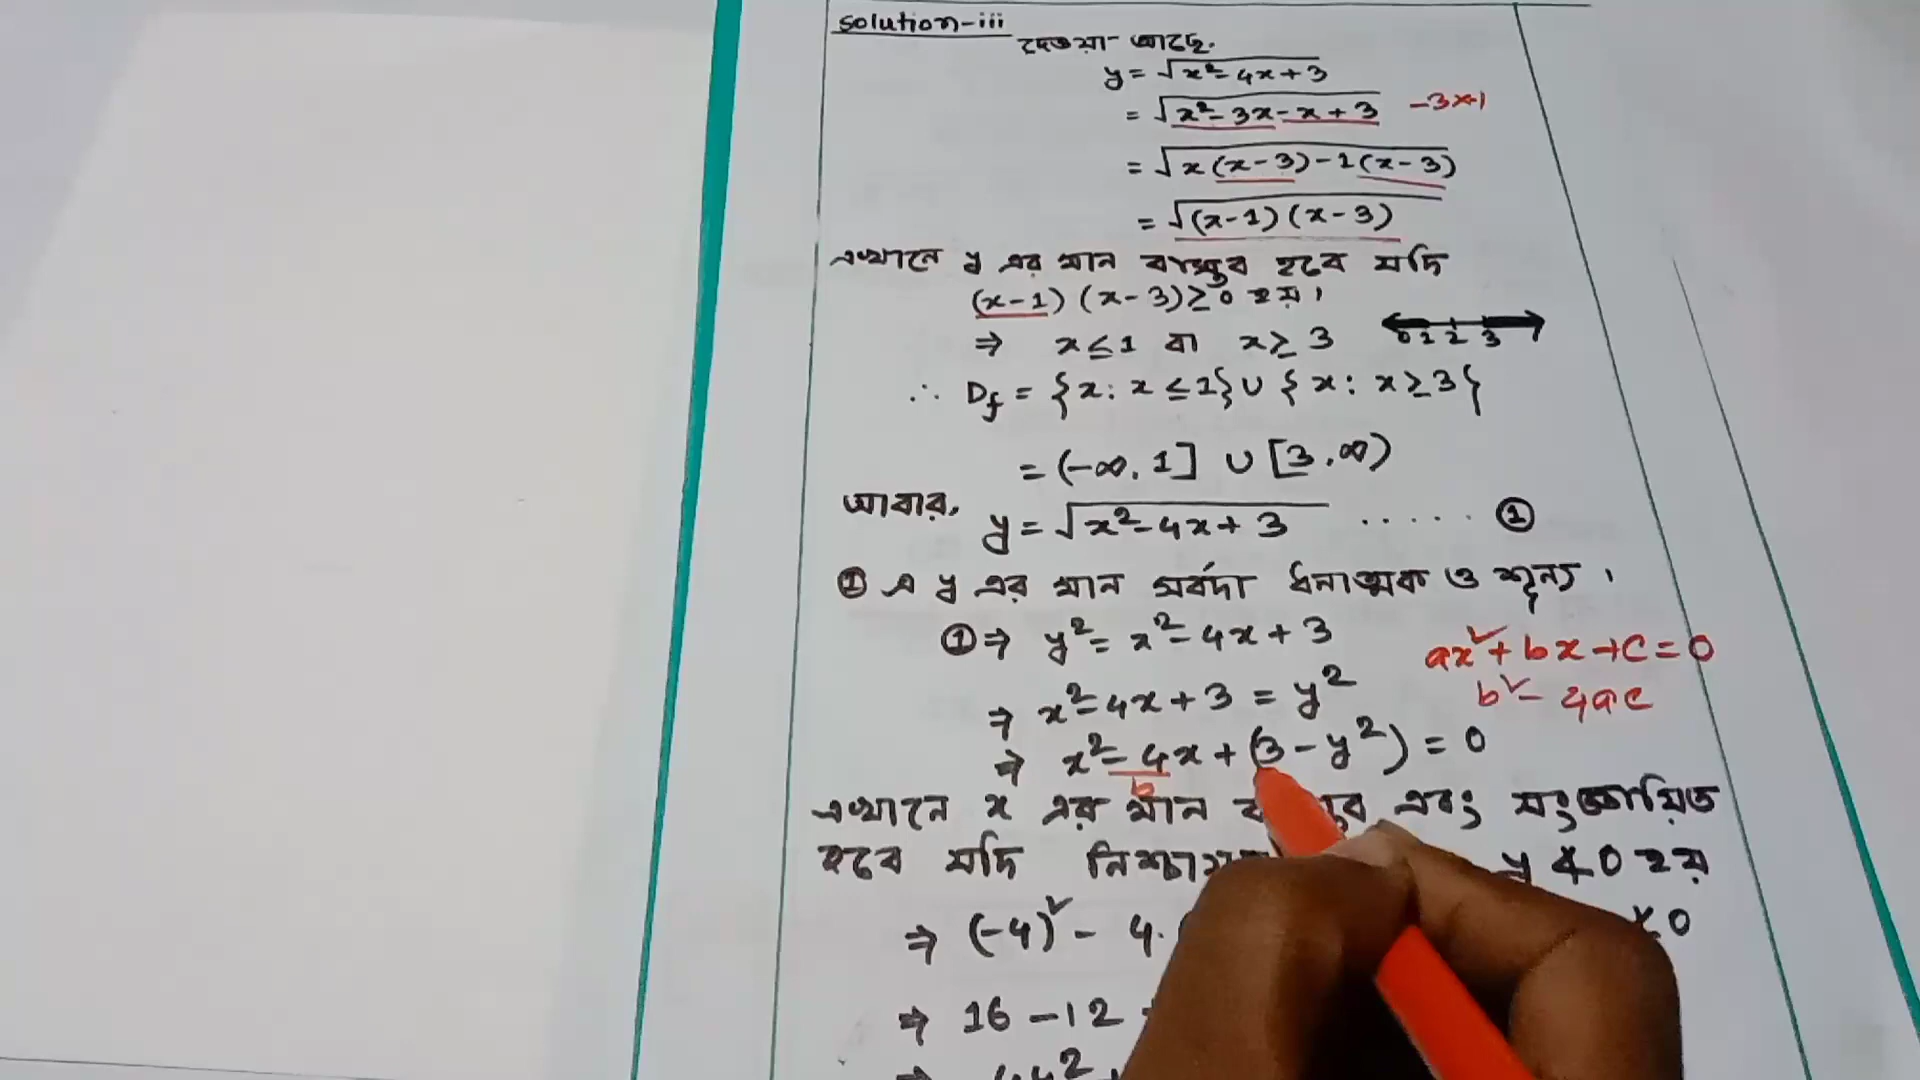 Solution-iii
দেওয়া আছে,
y = √x²-4x+3
= √x²-3x-x+3 -3×-1
= √x(x-3)-1(x-3)
= √(x-1)(x-3)
এখানে y এর মান বাস্তব হবে যদি
(x-1)(x-3)≥0 হয়।
⇒ x≤1 বা x≥3 0 1 2 3
∴ Df = {x: x≤1}∪{x: x≥3}
= (-∞,1] ∪ [3,∞)
আবার, y = √x²-4x+3 ..... ①
① এ y এর মান সর্বদা ধনাত্মক ও শূন্য।
①⇒ y²= x²-4x+3
ax²+bx+c=0
⇒ x²-4x+3 = y²
b²-4ac
⇒ x²-4x+(3-y²)=0
b
এখানে x এর মান এবং সংজ্ঞায়িত
হবে যদি y ≮ 0 হয়
⇒ (-4)² - 4. ≮0
⇒ 16-12
⇒